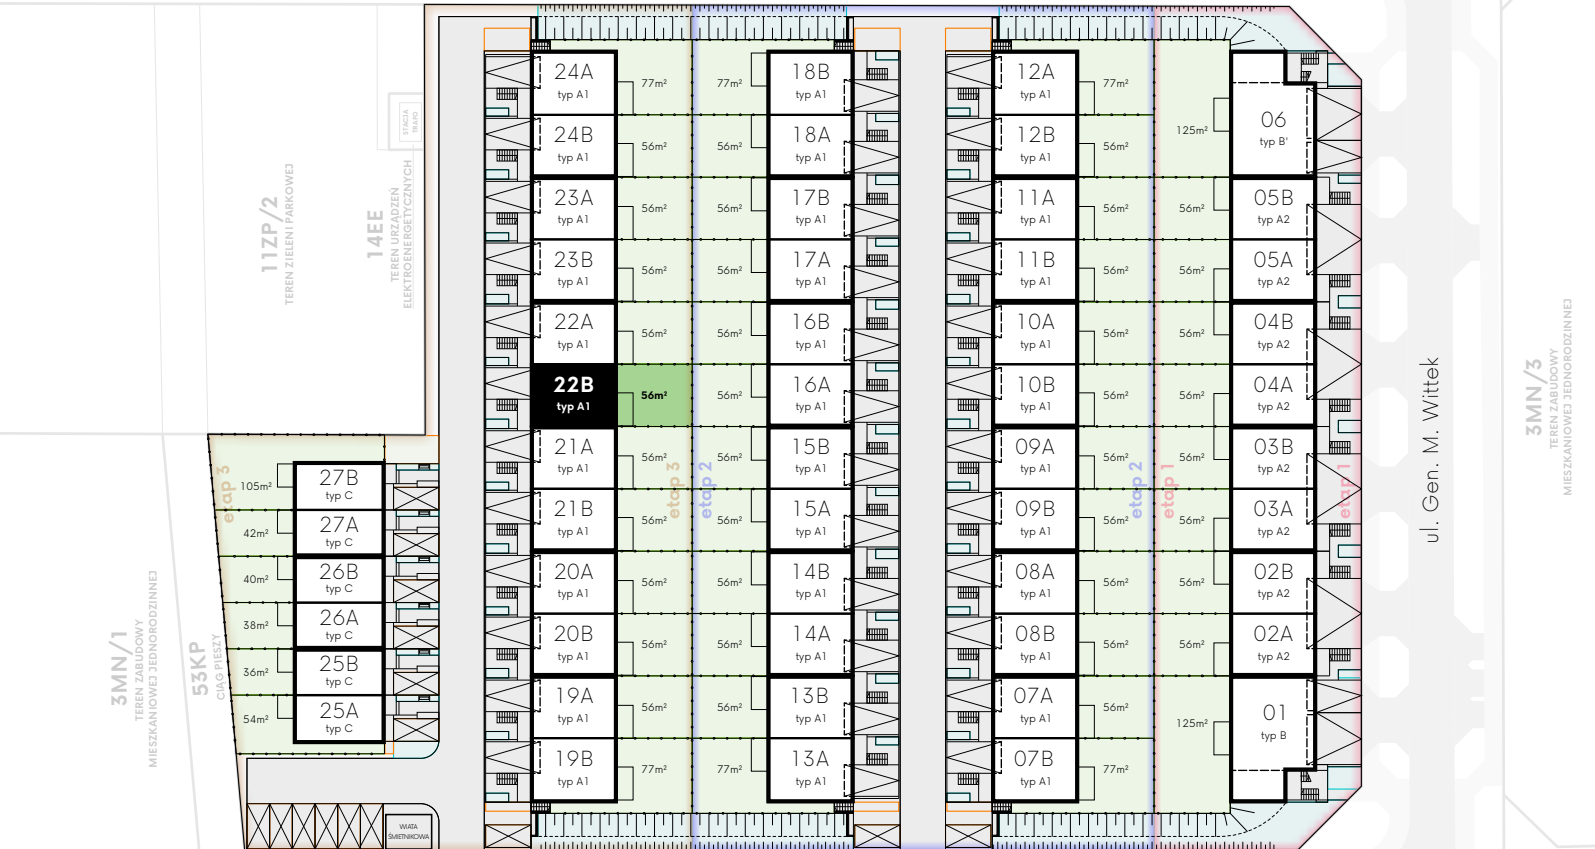 24A
typ A1
77m²
24B
typ A1
56m²
23A
typ A1
56m²
23B
typ A1
56m²
22A
typ A1
56m²
22B
typ A1
56m²
21A
typ A1
56m²
21B
typ A1
56m²
20A
typ A1
56m²
20B
typ A1
56m²
19A
typ A1
56m²
19B
typ A1
77m²
etap 3
etap 2
77m²
18B
typ A1
56m²
18A
typ A1
56m²
17B
typ A1
56m²
17A
typ A1
56m²
16B
typ A1
56m²
16A
typ A1
56m²
15B
typ A1
56m²
15A
typ A1
56m²
14B
typ A1
56m²
14A
typ A1
56m²
13B
typ A1
77m²
13A
typ A1
12A
typ A1
77m²
12B
typ A1
56m²
11A
typ A1
56m²
11B
typ A1
56m²
10A
typ A1
56m²
10B
typ A1
56m²
09A
typ A1
56m²
09B
typ A1
56m²
08A
typ A1
56m²
08B
typ A1
56m²
07A
typ A1
56m²
07B
typ A1
77m²
etap 2
etap 1
125m²
06
typ B'
56m²
05B
typ A2
56m²
05A
typ A2
56m²
04B
typ A2
56m²
04A
typ A2
56m²
03B
typ A2
56m²
03A
typ A2
56m²
02B
typ A2
56m²
02A
typ A2
125m²
01
typ B
etap 1
ul. Gen. M. Wittek
3MN/3
TEREN ZABUDOWY
MIESZKANIOWEJ JEDNORODZINNEJ
11ZP/2
TEREN ZIELENI PARKOWEJ
14EE
TEREN URZĄDZEŃ
ELEKTROENERGETYCZNYCH
STACJA
TRAFO
etap 3
105m²
27B
typ C
42m²
27A
typ C
40m²
26B
typ C
38m²
26A
typ C
36m²
25B
typ C
54m²
25A
typ C
3MN/1
TEREN ZABUDOWY
MIESZKANIOWEJ JEDNORODZINNEJ
53KP
CIĄG PIESZY
WIATA
ŚMIETNIKOWA